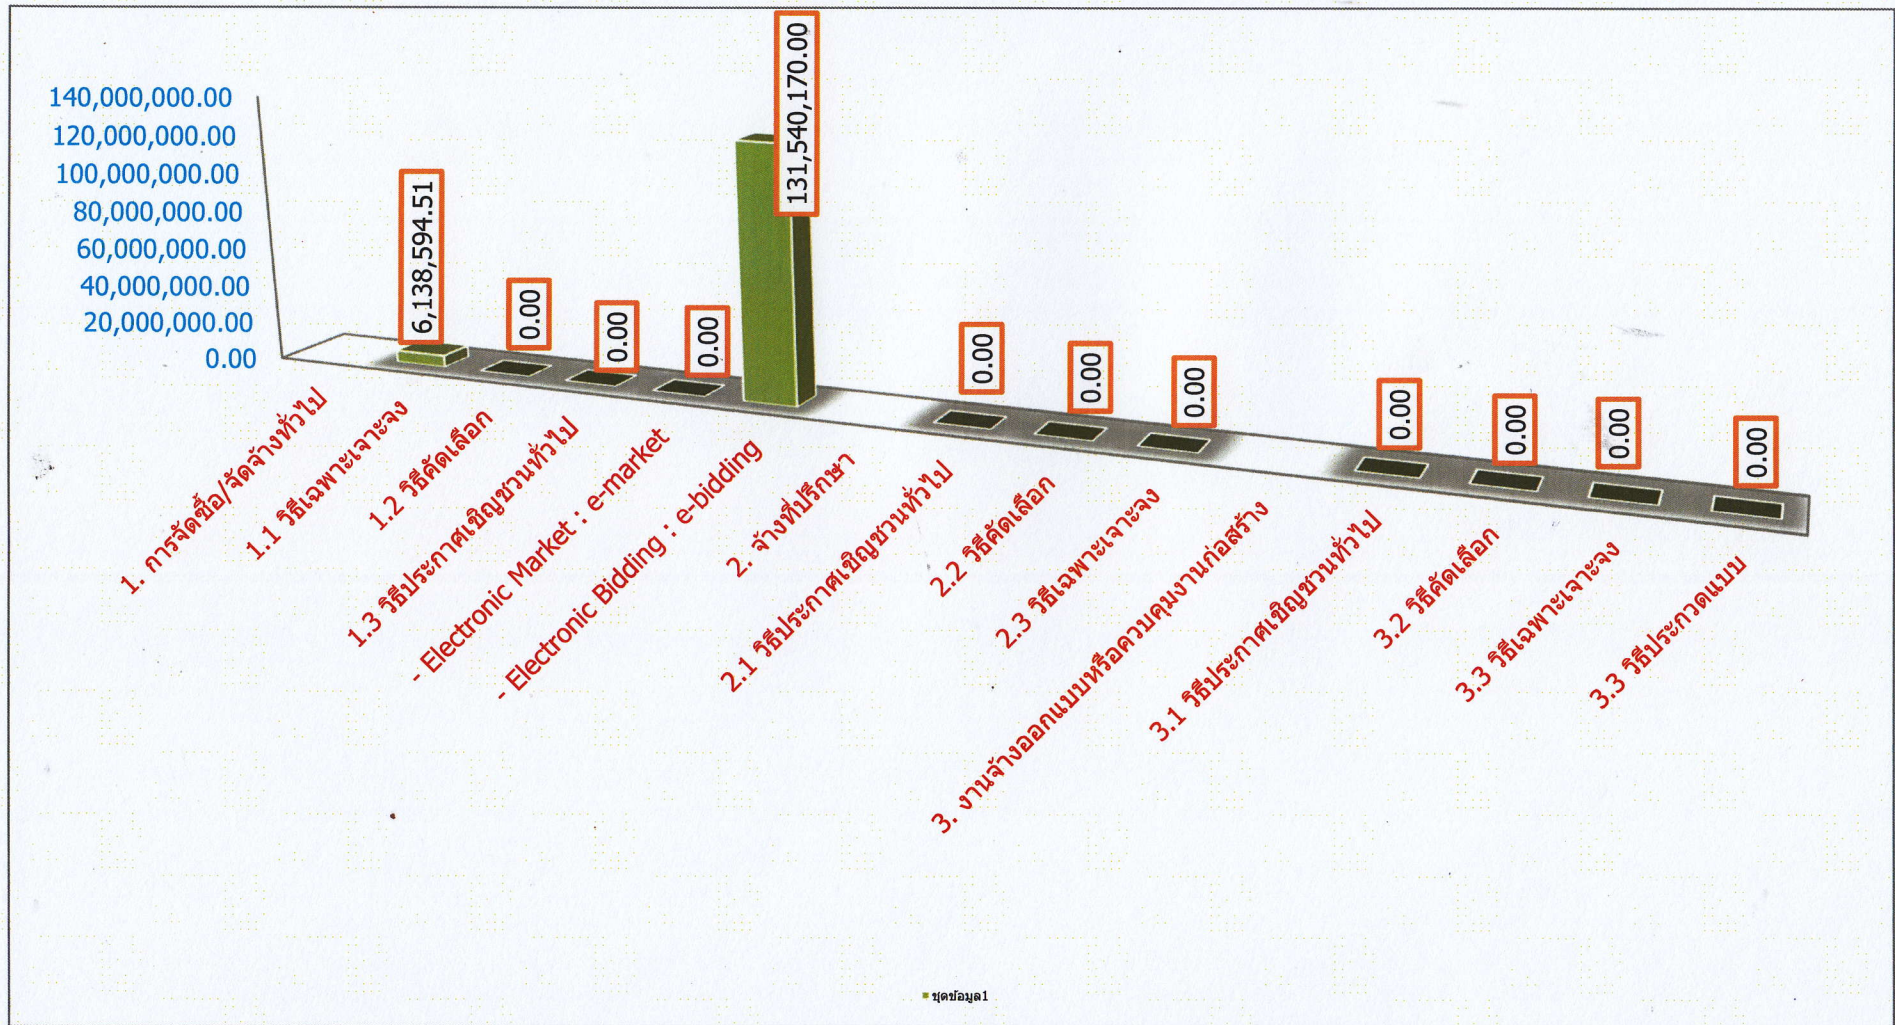 140,000,000.00
120,000,000.00
100,000,000.00
80,000,000.00
60,000,000.00
40,000,000.00
20,000,000.00
0.00
6,138,594.51
0.00
0.00
0.00
131,540,170.00
0.00
0.00
0.00
0.00
0.00
0.00
0.00
1. การจัดซื้อ/จัดจ้างทั่วไป
1.1 วิธีเฉพาะเจาะจง
1.2 วิธีคัดเลือก
1.3 วิธีประกาศเชิญชวนทั่วไป
- Electronic Market : e-market
- Electronic Bidding : e-bidding
2. จ้างที่ปรึกษา
2.1 วิธีประกาศเชิญชวนทั่วไป
2.2 วิธีคัดเลือก
2.3 วิธีเฉพาะเจาะจง
3. งานจ้างออกแบบหรือควบคุมงานก่อสร้าง
3.1 วิธีประกาศเชิญชวนทั่วไป
3.2 วิธีคัดเลือก
3.3 วิธีเฉพาะเจาะจง
3.3 วิธีประกวดแบบ
ชุดข้อมูล1